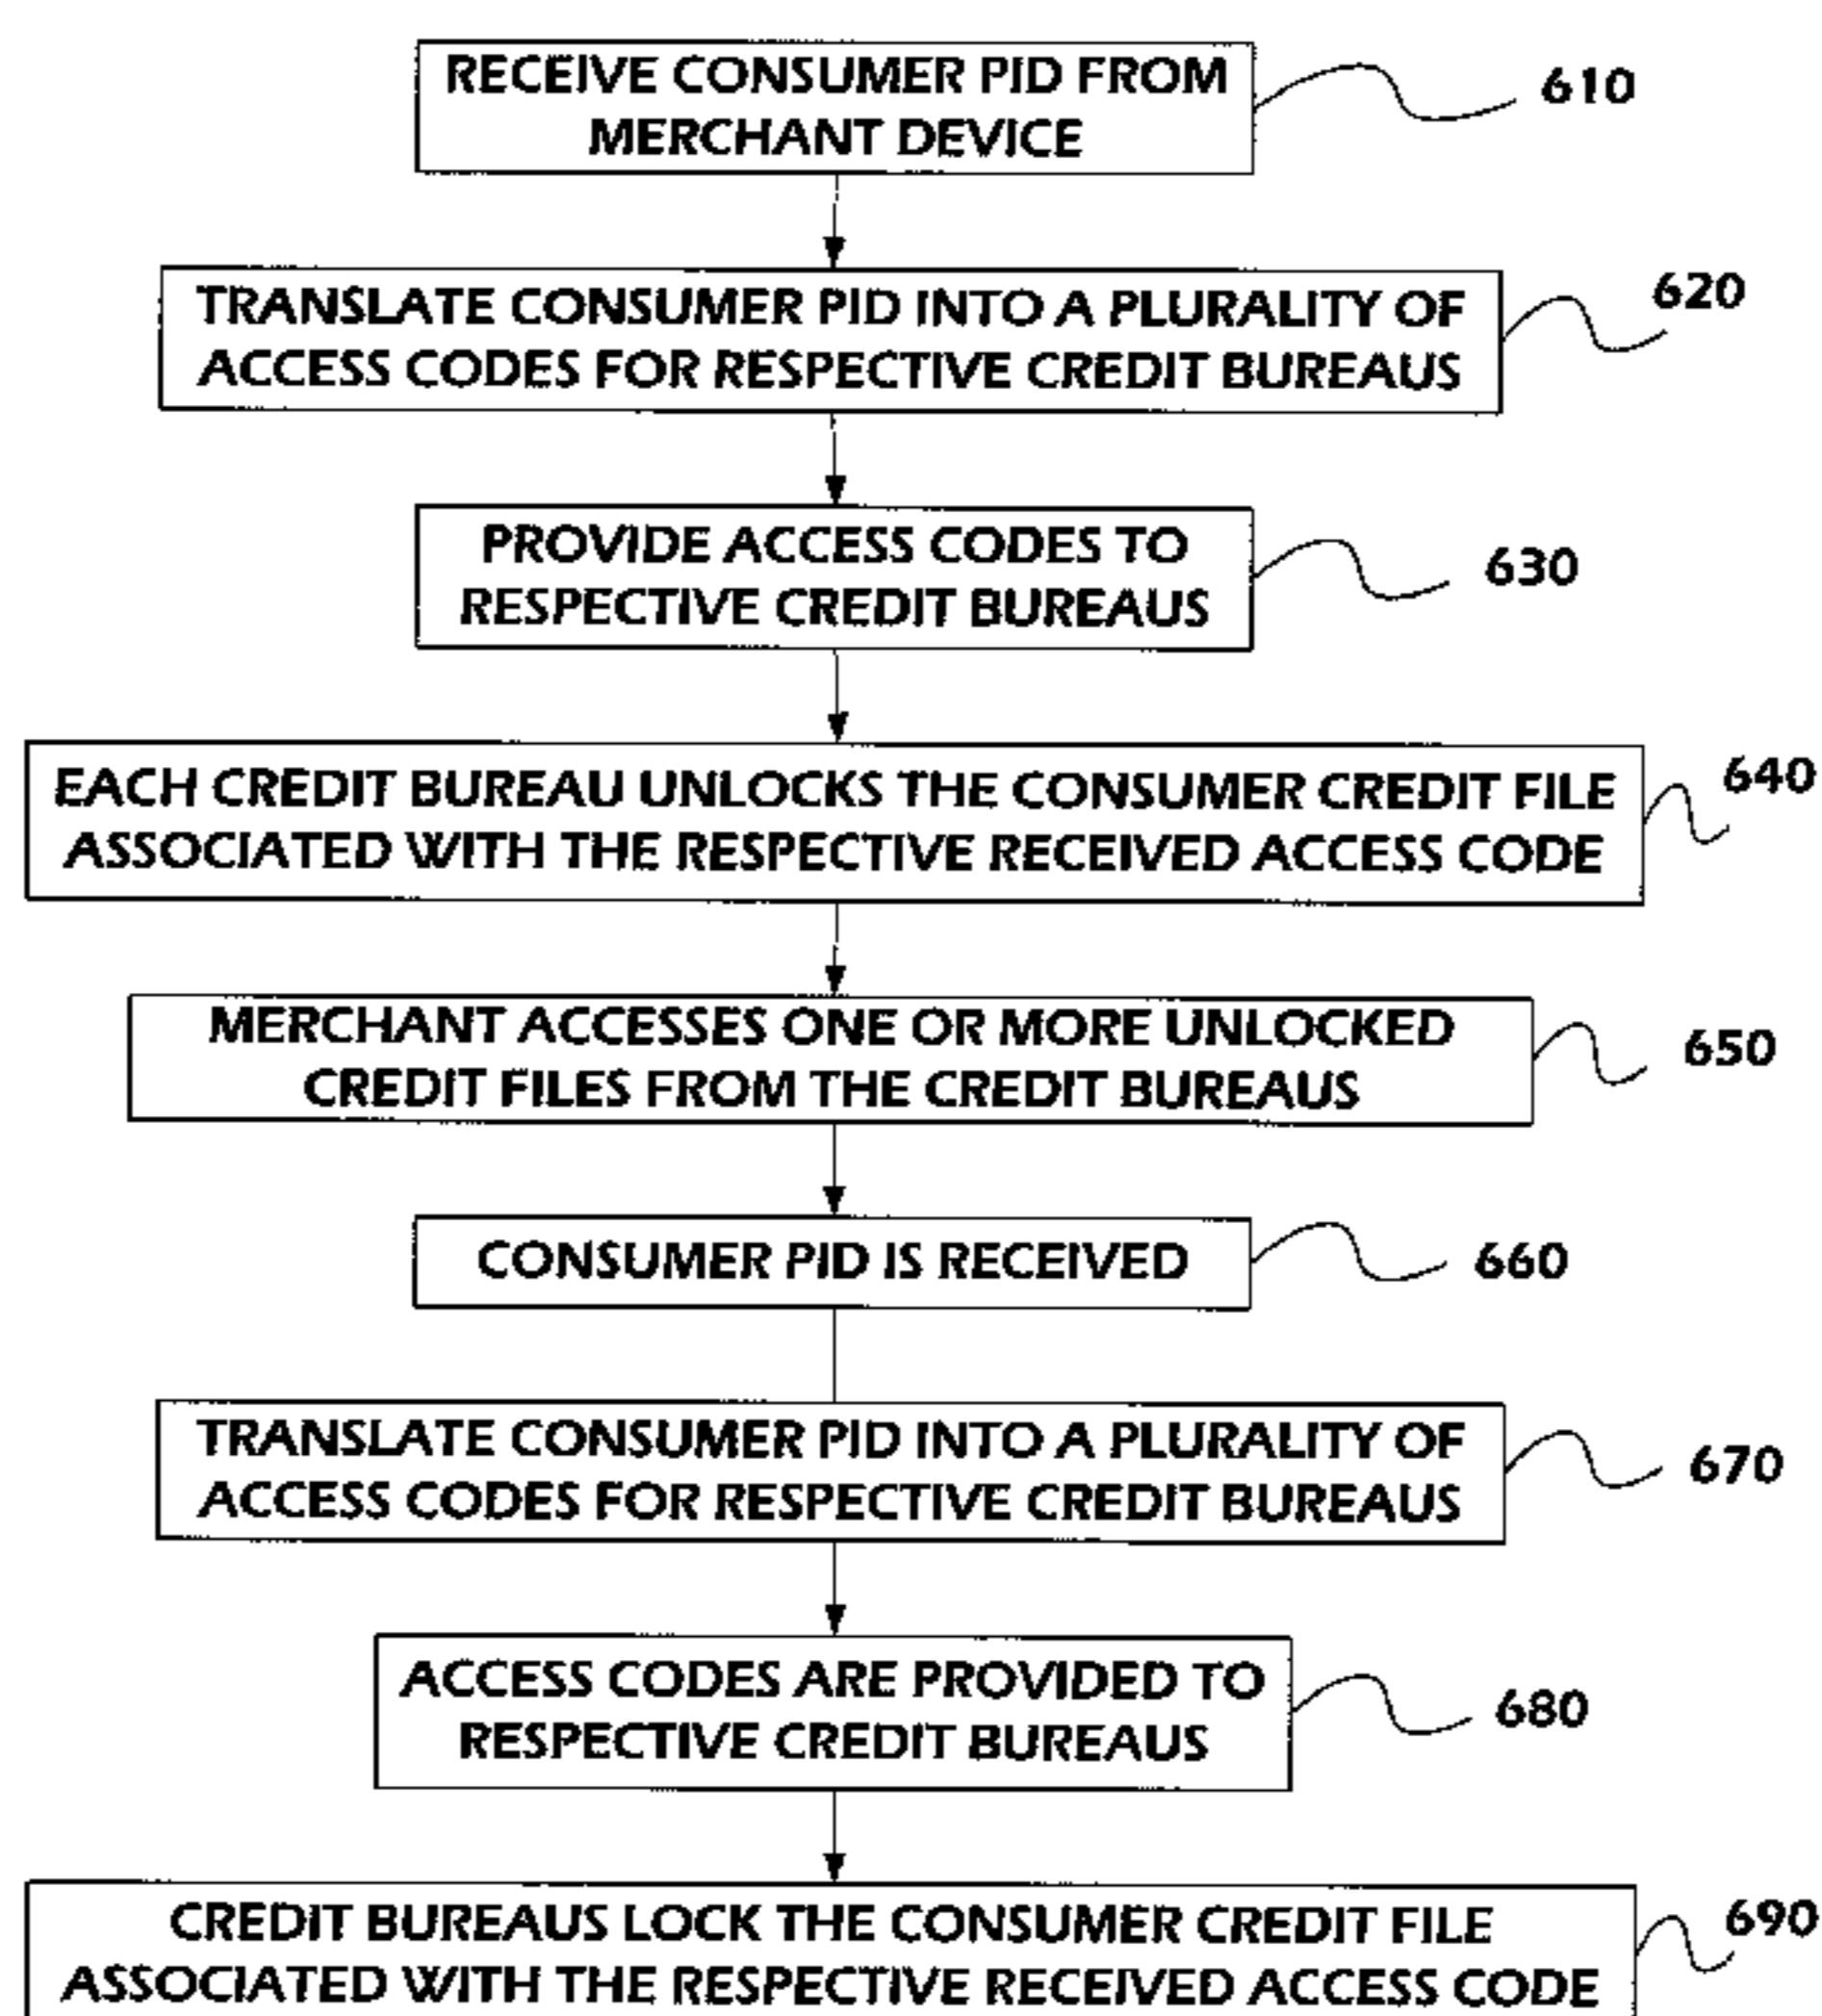 RECEIVE CONSUMER PID FROM
MERCHANT DEVICE
610
TRANSLATE CONSUMER PID INTO A PLURALITY OF
ACCESS CODES FOR RESPECTIVE CREDIT BUREAUS
620
PROVIDE ACCESS CODES TO
RESPECTIVE CREDIT BUREAUS
630
EACH CREDIT BUREAU UNLOCKS THE CONSUMER CREDIT FILE
ASSOCIATED WITH THE RESPECTIVE RECEIVED ACCESS CODE
640
MERCHANT ACCESSES ONE OR MORE UNLOCKED
CREDIT FILES FROM THE CREDIT BUREAUS
650
CONSUMER PID IS RECEIVED
660
TRANSLATE CONSUMER PID INTO A PLURALITY OF
ACCESS CODES FOR RESPECTIVE CREDIT BUREAUS
670
ACCESS CODES ARE PROVIDED TO
RESPECTIVE CREDIT BUREAUS
680
CREDIT BUREAUS LOCK THE CONSUMER CREDIT FILE
ASSOCIATED WITH THE RESPECTIVE RECEIVED ACCESS CODE
690